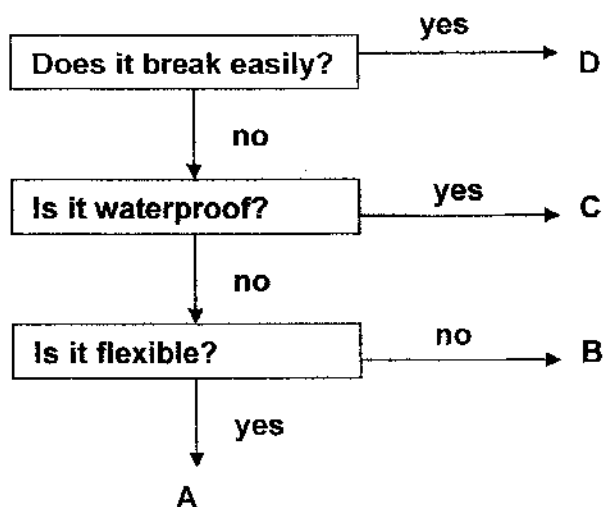 yes
Does it break easily?
D
no
Is it waterproof?
yes
C
no
Is it flexible?
no
B
yes
A